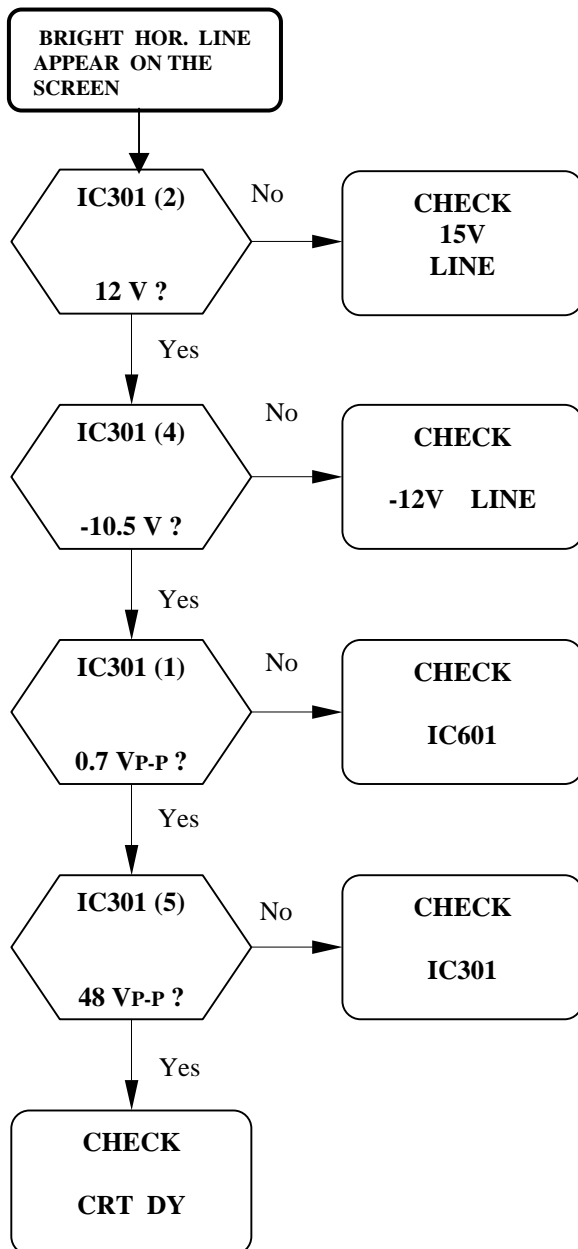 BRIGHT HOR. LINE
APPEAR ON THE
SCREEN
IC301 (2)
12 V ?
No
CHECK
15V
LINE
Yes
IC301 (4)
-10.5 V ?
No
CHECK
-12V LINE
Yes
IC301 (1)
0.7 VP-P ?
No
CHECK
IC601
Yes
IC301 (5)
48 VP-P ?
No
CHECK
IC301
Yes
CHECK
CRT DY